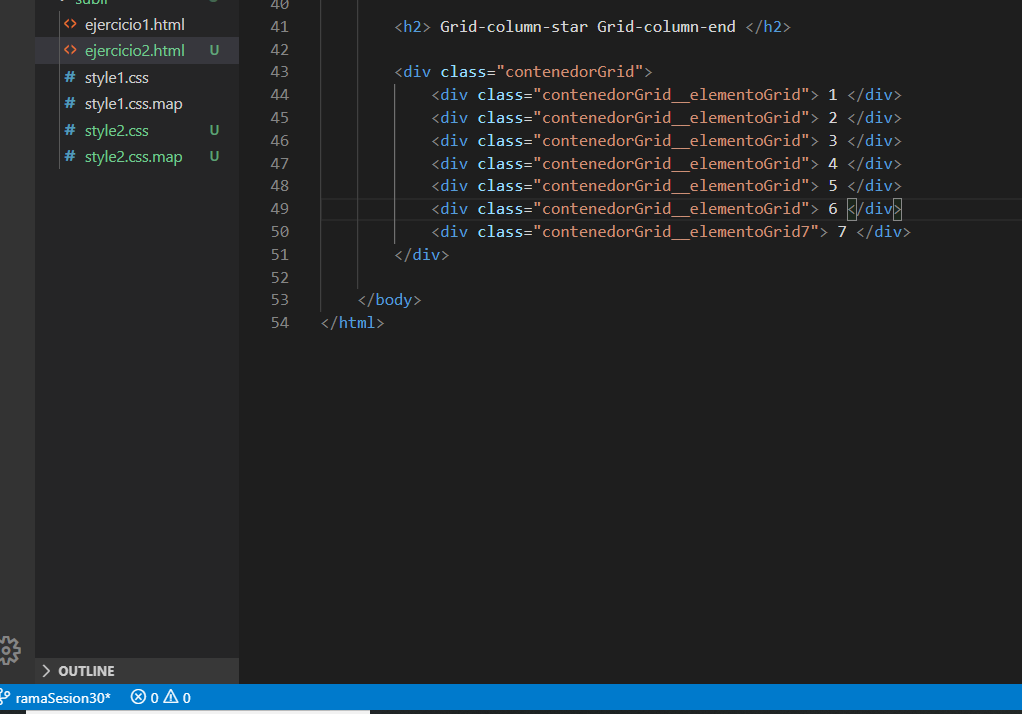 subir
<> ejercicio1.html
<> ejercicio2.html U
# style1.css
# style1.css.map
# style2.css U
# style2.css.map U
OUTLINE
40
41 <h2> Grid-column-star Grid-column-end </h2>
42
43 <div class="contenedorGrid">
44 <div class="contenedorGrid__elementoGrid"> 1 </div>
45 <div class="contenedorGrid__elementoGrid"> 2 </div>
46 <div class="contenedorGrid__elementoGrid"> 3 </div>
47 <div class="contenedorGrid__elementoGrid"> 4 </div>
48 <div class="contenedorGrid__elementoGrid"> 5 </div>
49 <div class="contenedorGrid__elementoGrid"> 6 </div>
50 <div class="contenedorGrid__elementoGrid7"> 7 </div>
51 </div>
52
53 </body>
54 </html>
ramaSesion30* 0 0